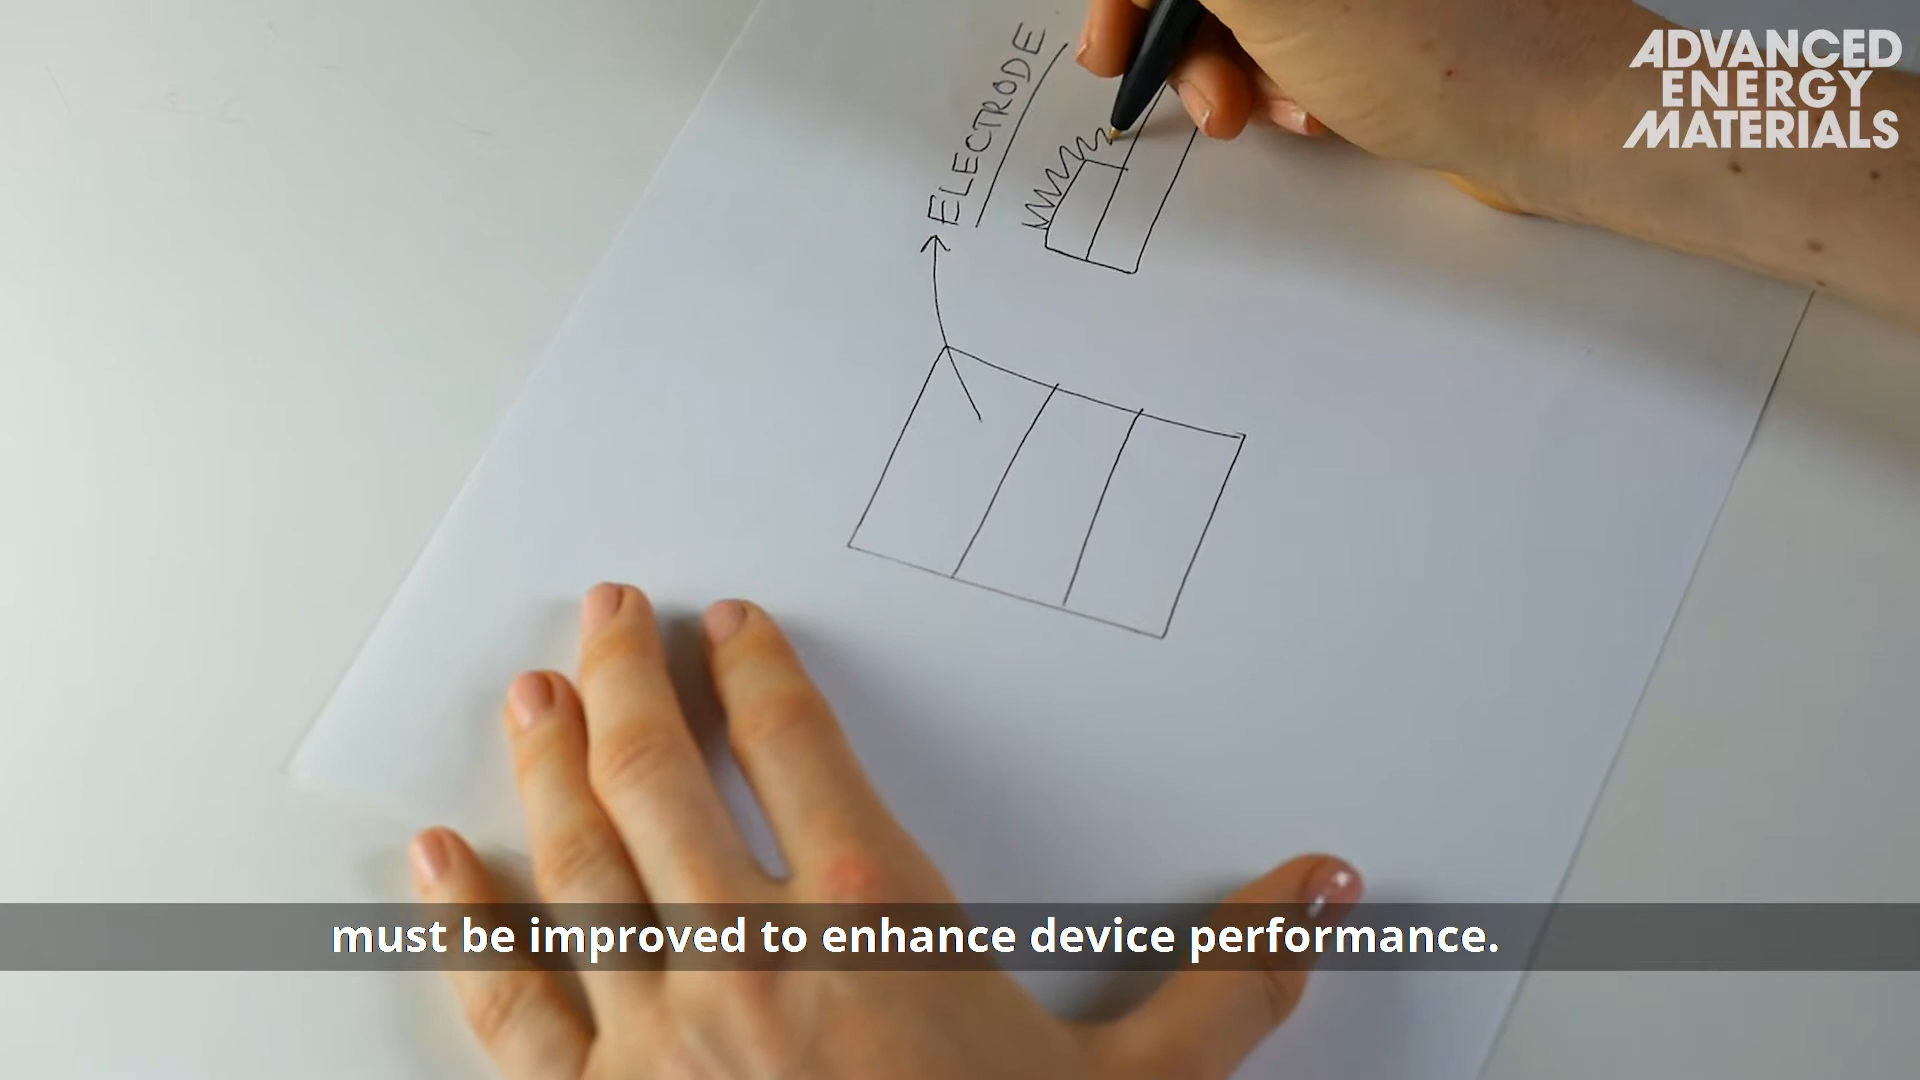 ADVANCED
ENERGY
MATERIALS
ELECTRODE
must be improved to enhance device performance.